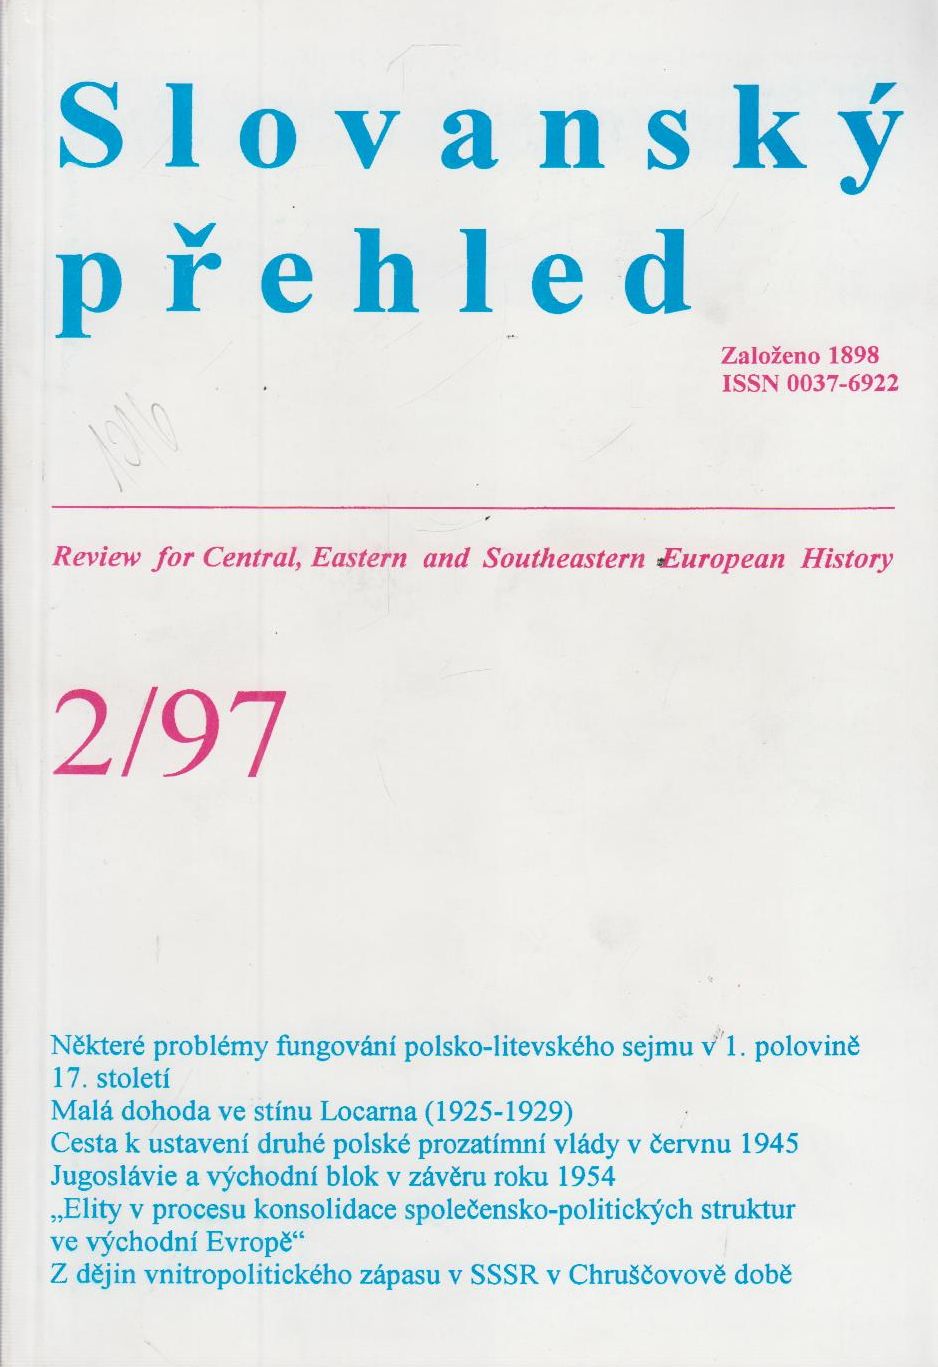 Slovanský
přehled
Založeno 1898
ISSN 0037-6922
Review for Central, Eastern and Southeastern European History
2/97
Některé problémy fungování polsko-litevského sejmu v 1. polovině
17. století
Malá dohoda ve stínu Locarna (1925-1929)
Cesta k ustavení druhé polské prozatímní vlády v červnu 1945
Jugoslávie a východní blok v závěru roku 1954
„Elity v procesu konsolidace společensko-politických struktur
ve východní Evropě“
Z dějin vnitropolitického zápasu v SSSR v Chruščovově době